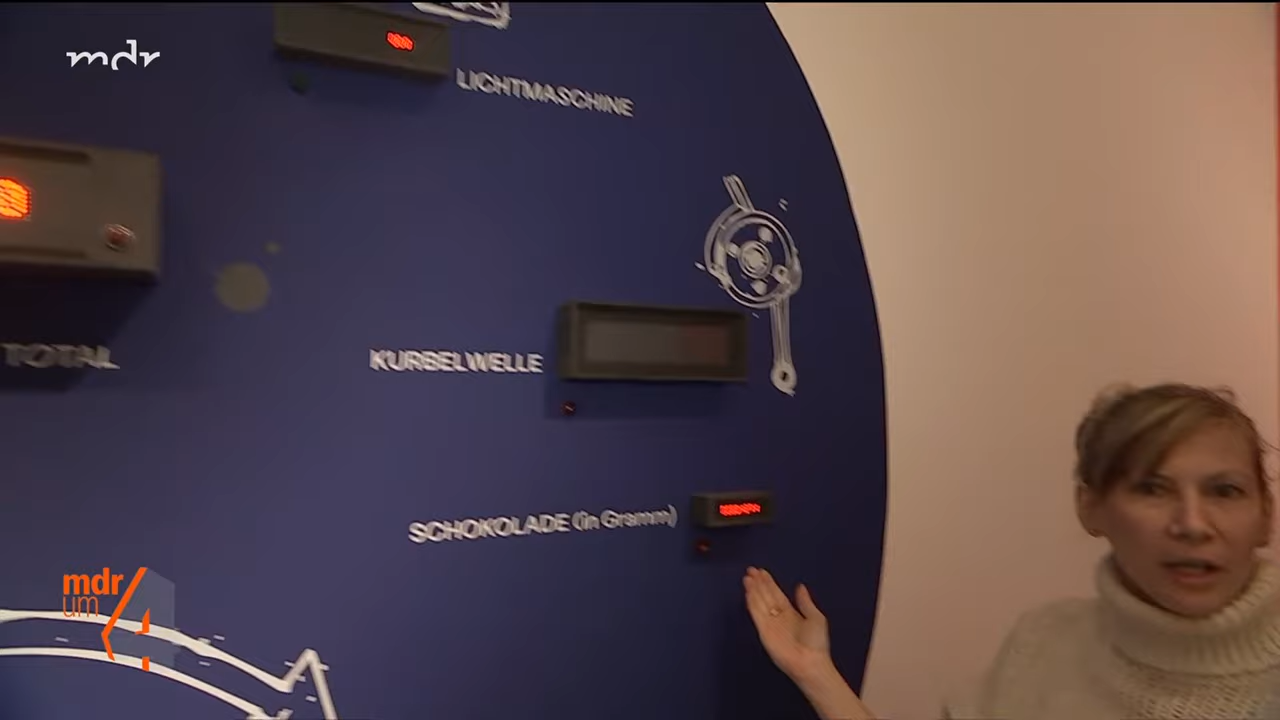 mdr
LICHTMASCHINE
TOTAL
KURBELWELLE
SCHOKOLADE (in Gramm)
mdr
um
4